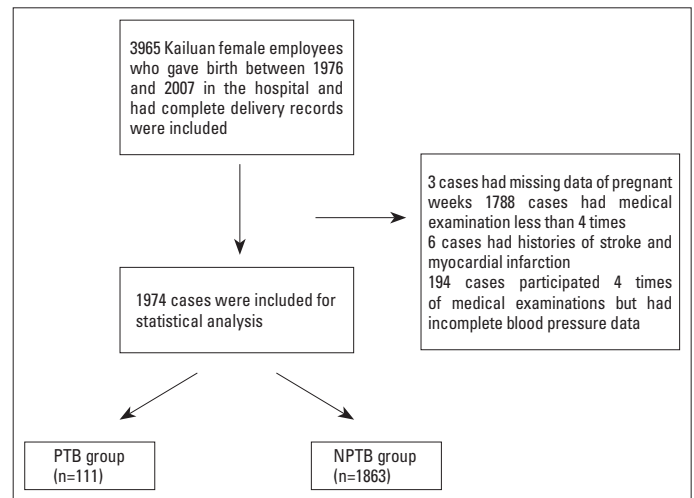 3965 Kailuan female employees
who gave birth between 1976
and 2007 in the hospital and
had complete delivery records
were included
3 cases had missing data of pregnant
weeks 1788 cases had medical
examination less than 4 times
6 cases had histories of stroke and
myocardial infarction
194 cases participated 4 times
of medical examinations but had
incomplete blood pressure data
1974 cases were included for
statistical analysis
PTB group
(n=111)
NPTB group
(n=1863)